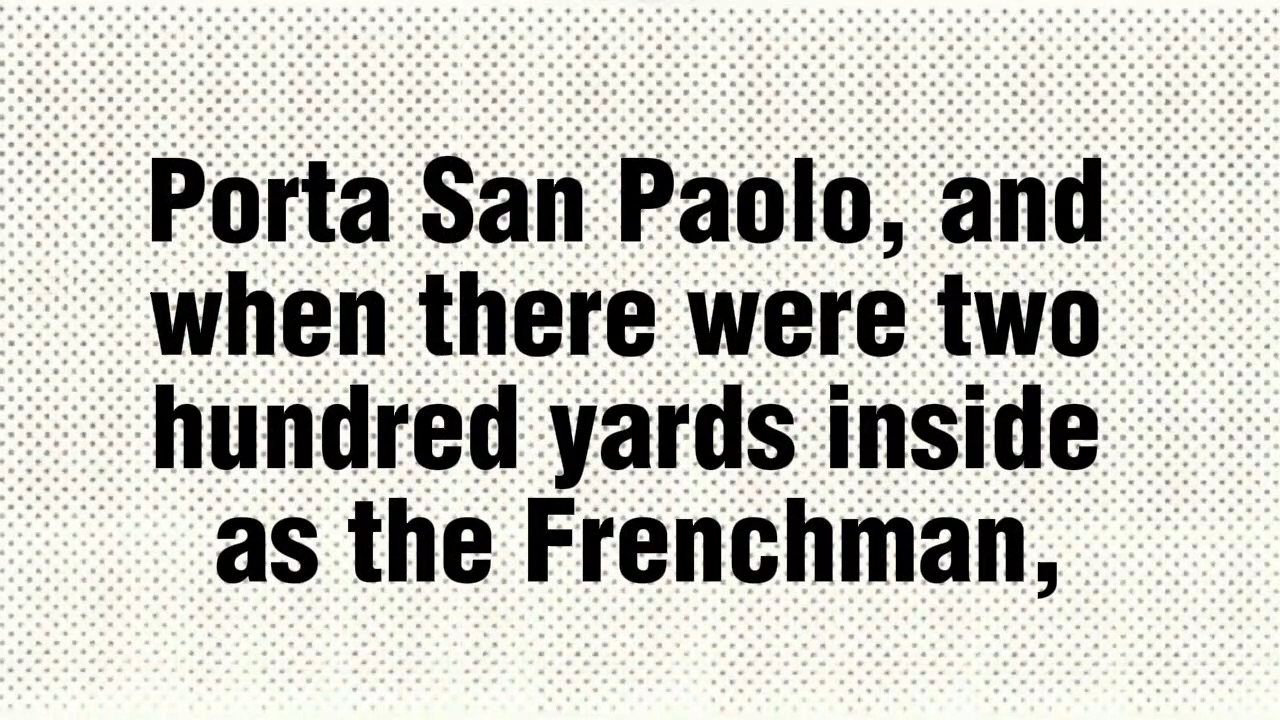 Porta San Paolo, and
when there were two
hundred yards inside
as the Frenchman,